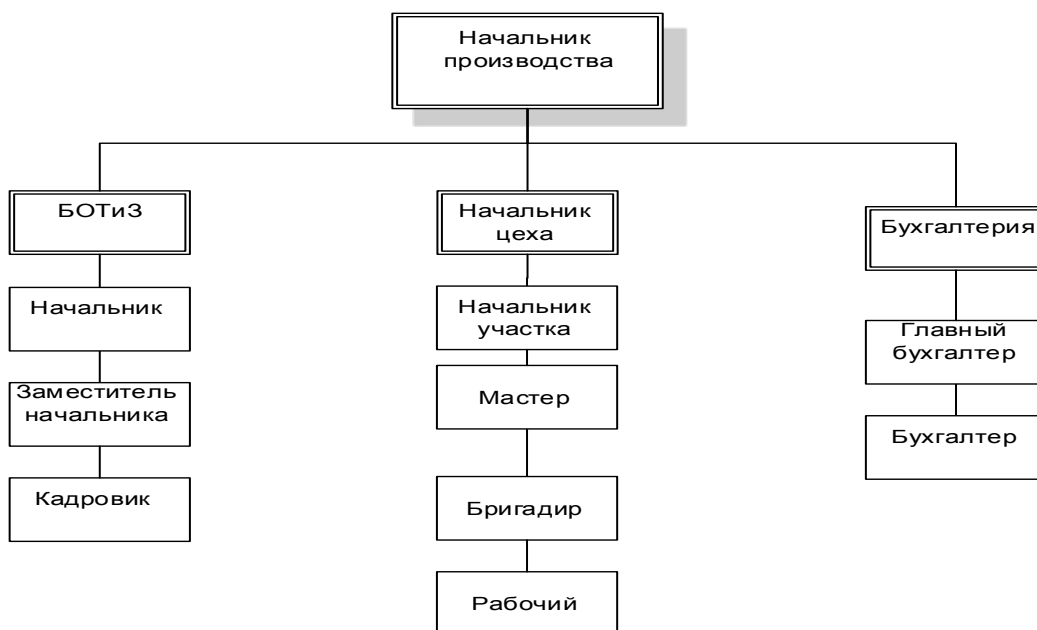 Начальник
производства
БОТиЗ
Начальник
Заместитель
начальника
Кадровик
Начальник
цеха
Начальник
участка
Мастер
Бригадир
Рабочий
Бухгалтерия
Главный
бухгалтер
Бухгалтер